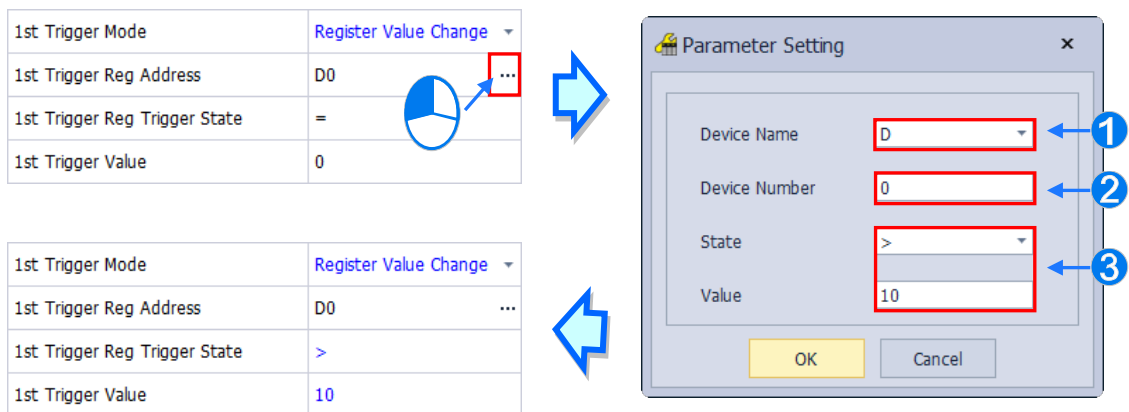 1st Trigger Mode Register Value Change
1st Trigger Reg Address D0 ...
1st Trigger Reg Trigger State =
1st Trigger Value 0
Parameter Setting ×
Device Name D 1
Device Number 0 2
State >
3
Value 10
OK Cancel
1st Trigger Mode Register Value Change
1st Trigger Reg Address D0 ...
1st Trigger Reg Trigger State >
1st Trigger Value 10